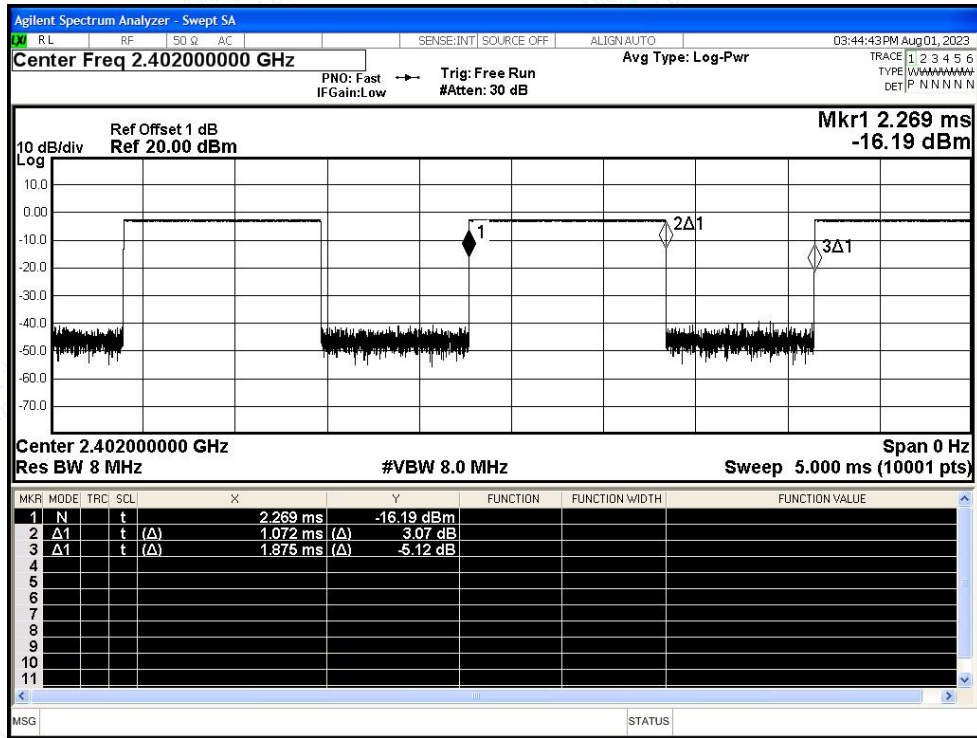 Agilent Spectrum Analyzer - Swept SA
LXI RL RF 50 Ω AC SENSE:INT SOURCE OFF ALIGN AUTO 03:44:43 PM Aug 01, 2023
Center Freq 2.402000000 GHz
PNO: Fast
IFGain:Low
Trig: Free Run
#Atten: 30 dB
Avg Type: Log-Pwr
TRACE 1 2 3 4 5 6
TYPE WWWWWW
DET P N N N N N
Mkr1 2.269 ms
-16.19 dBm
Ref Offset 1 dB
10 dB/div Ref 20.00 dBm
Log
10.0
0.00
-10.0
-20.0
-30.0
-40.0
-50.0
-60.0
-70.0
1
2Δ1
3Δ1
Center 2.402000000 GHz Span 0 Hz
Res BW 8 MHz #VBW 8.0 MHz Sweep 5.000 ms (10001 pts)
MKR MODE TRC SCL X Y FUNCTION FUNCTION WIDTH FUNCTION VALUE
1 N t 2.269 ms -16.19 dBm
2 Δ1 t (Δ) 1.072 ms (Δ) 3.07 dB
3 Δ1 t (Δ) 1.875 ms (Δ) -5.12 dB
4
5
6
7
8
9
10
11
MSG STATUS